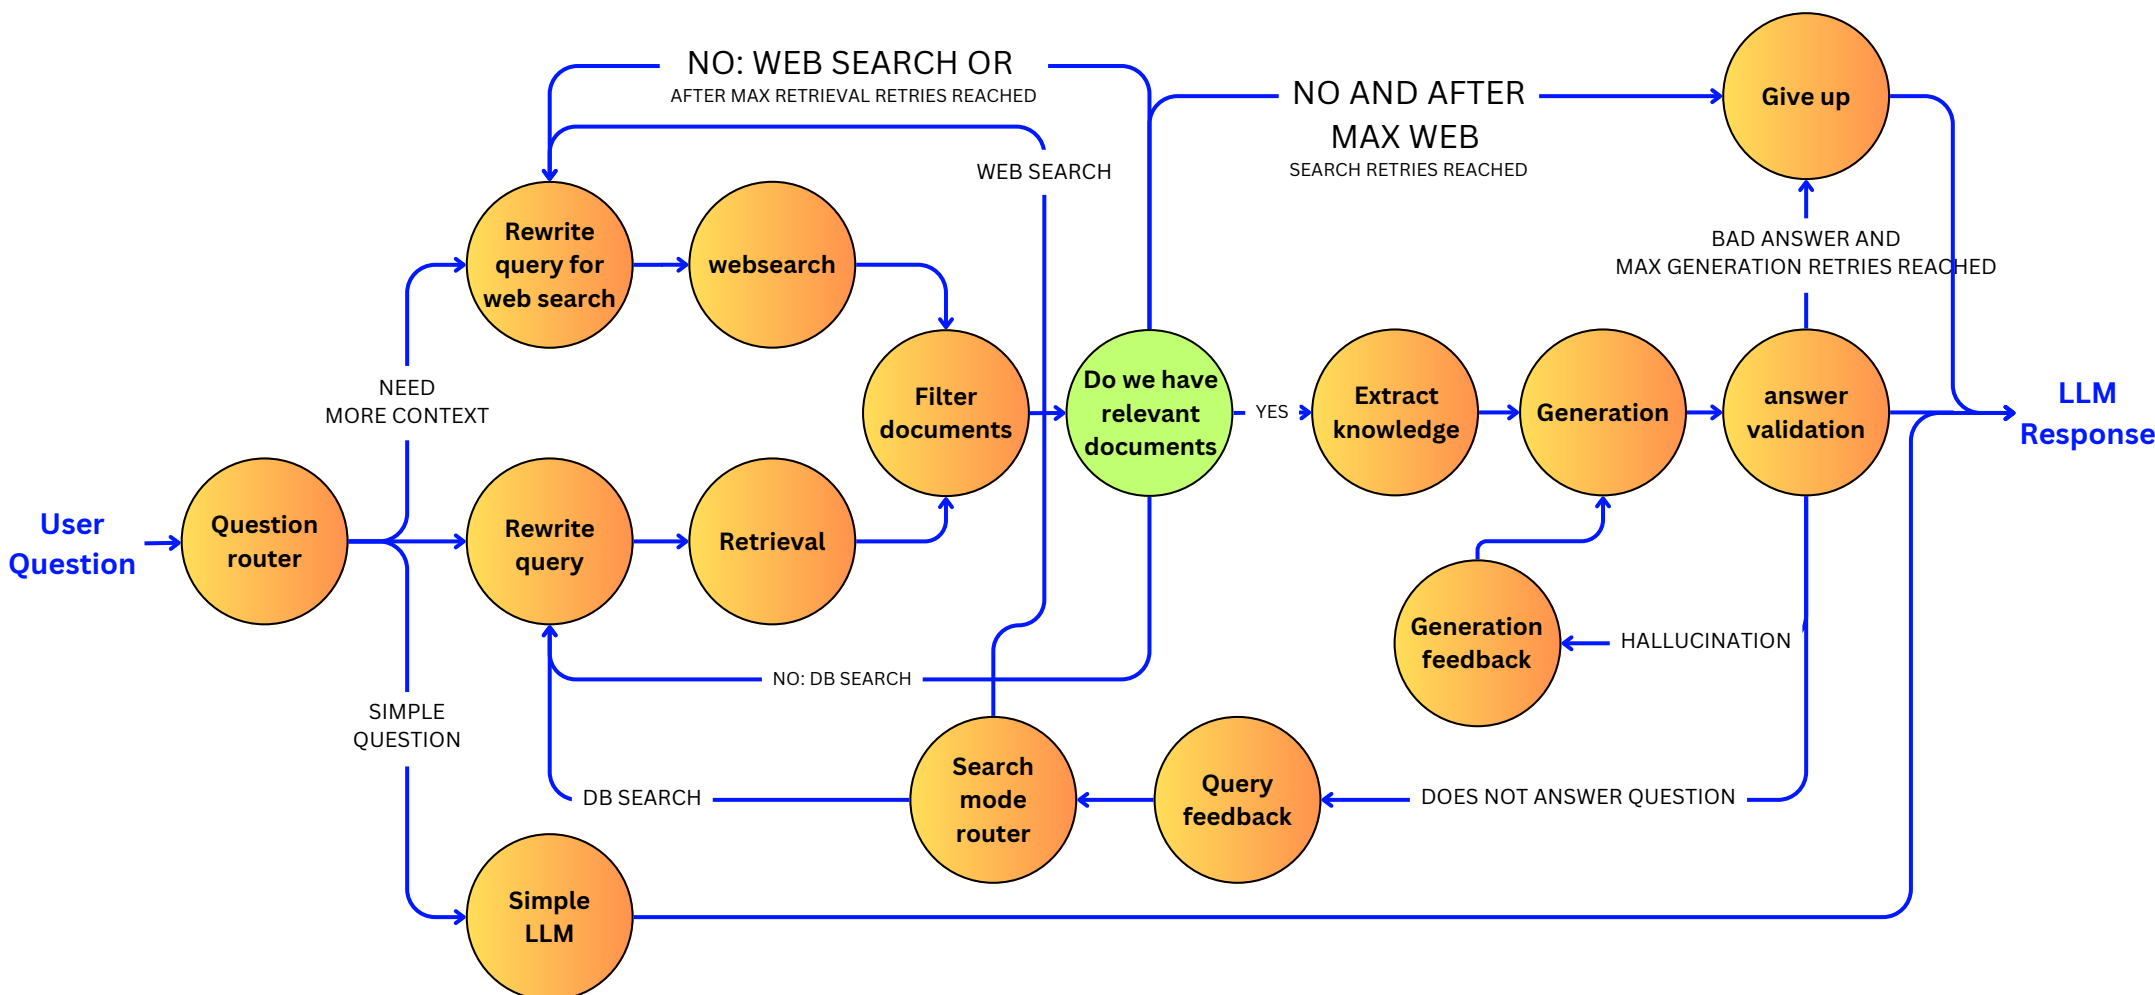 NO: WEB SEARCH OR
AFTER MAX RETRIEVAL RETRIES REACHED
NO AND AFTER
MAX WEB
SEARCH RETRIES REACHED
Give up
WEB SEARCH
Rewrite
query for
web search
websearch
BAD ANSWER AND
MAX GENERATION RETRIES REACHED
NEED
MORE CONTEXT
Filter
documents
Do we have
relevant
documents
YES
Extract
knowledge
Generation
answer
validation
LLM
Response
User
Question
Question
router
Rewrite
query
Retrieval
Generation
feedback
HALLUCINATION
NO: DB SEARCH
SIMPLE
QUESTION
DB SEARCH
Search
mode
router
Query
feedback
DOES NOT ANSWER QUESTION
Simple
LLM